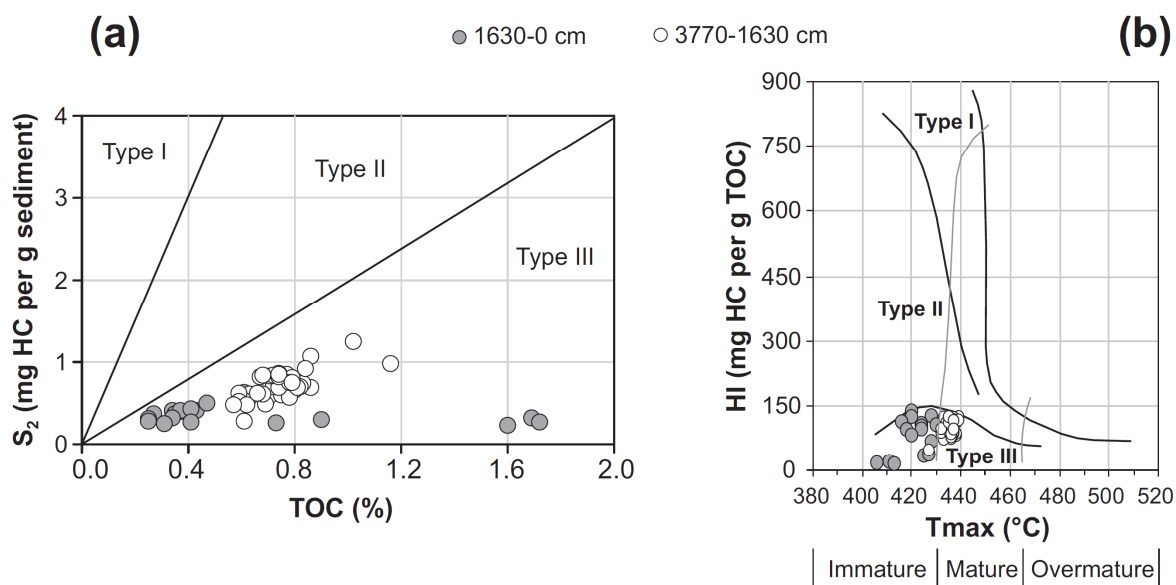 (a)
1630-0 cm
3770-1630 cm
(b)
S₂ (mg HC per g sediment)
4
3
2
1
0
Type I
Type II
Type III
0.0 0.4 0.8 1.2 1.6 2.0
TOC (%)
HI (mg HC per g TOC)
900
750
600
450
300
150
0
Type I
Type II
Type III
380 400 420 440 460 480 500 520
Tmax (°C)
Immature Mature Overmature